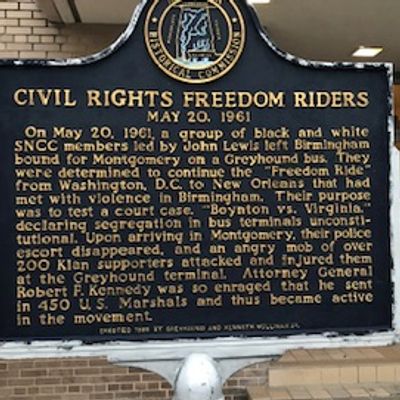 HISTORICAL COMMISSION
CIVIL RIGHTS FREEDOM RIDERS
MAY 20, 1961
On May 20, 1961, a group of black and white
SNCC members led by John Lewis left Birmingham
bound for Montgomery on a Greyhound bus. They
were determined to continue the "Freedom Ride"
from Washington, D.C. to New Orleans that had
met with violence in Birmingham. Their purpose
was to test a court case, "Boynton vs. Virginia,"
declaring segregation in bus terminals unconsti-
tutional. Upon arriving in Montgomery, their police
escort disappeared, and an angry mob of over
200 Klan supporters attacked and injured them
at the Greyhound terminal. Attorney General
Robert F. Kennedy was so enraged that he sent
in 450 U.S. Marshals and thus became active
in the movement.
BY GREYHOUND AND KENNETH